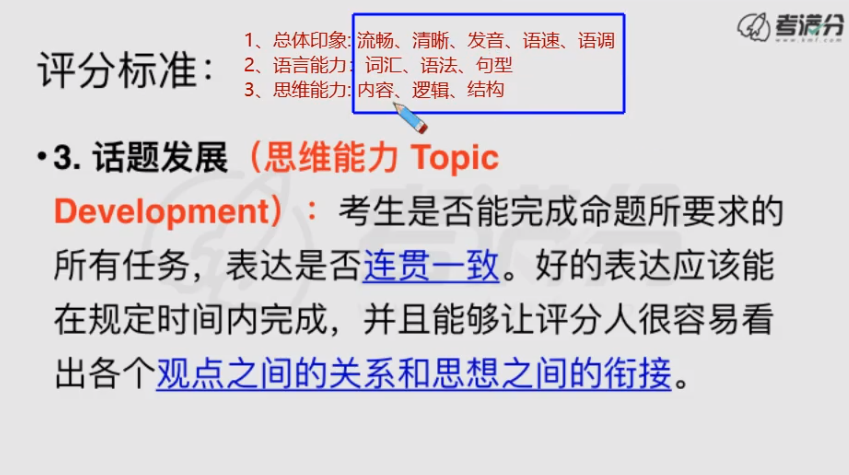 考满分
www.kmf.com
1、总体印象: 流畅、清晰、发音、语速、语调
2、语言能力: 词汇、语法、句型
3、思维能力: 内容、逻辑、结构
评分标准：
•3. 话题发展（思维能力 Topic
Development）：考生是否能完成命题所要求的
所有任务，表达是否连贯一致。好的表达应该能
在规定时间内完成，并且能够让评分人很容易看
出各个观点之间的关系和思想之间的衔接。